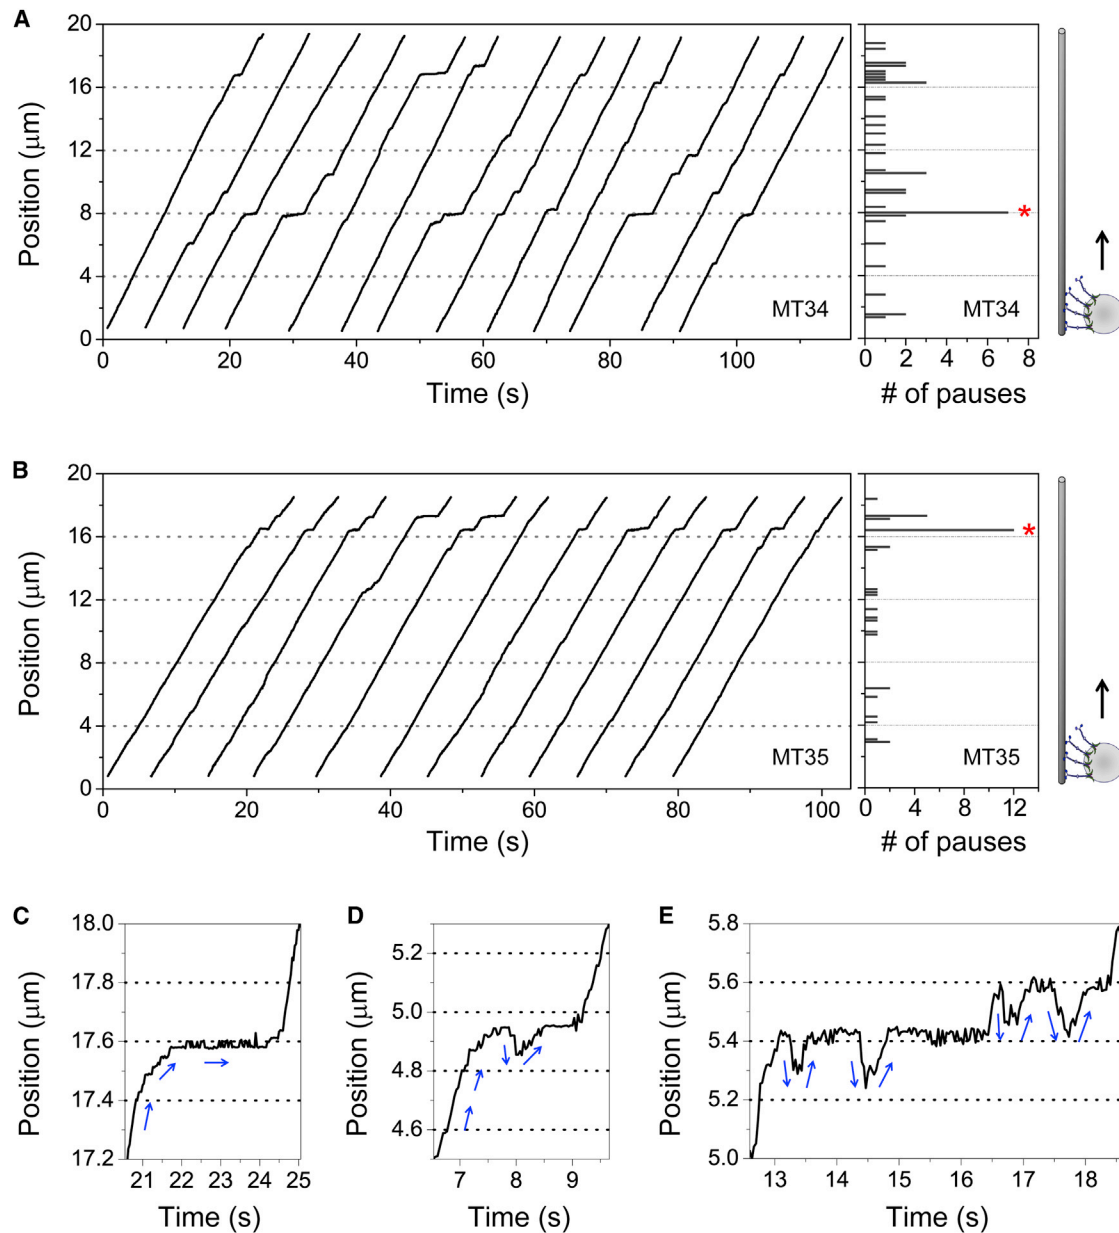 A
20
16
12
8
4
0
Position (μm)
MT34
0 20 40 60 80 100
Time (s)
MT34
0 2 4 6 8
# of pauses
*
B
20
16
12
8
4
0
Position (μm)
MT35
0 20 40 60 80 100
Time (s)
MT35
0 4 8 12
# of pauses
*
C
18.0
17.8
17.6
17.4
17.2
Position (μm)
21 22 23 24 25
Time (s)
D
5.2
5.0
4.8
4.6
Position (μm)
7 8 9
Time (s)
E
5.8
5.6
5.4
5.2
5.0
Position (μm)
13 14 15 16 17 18
Time (s)